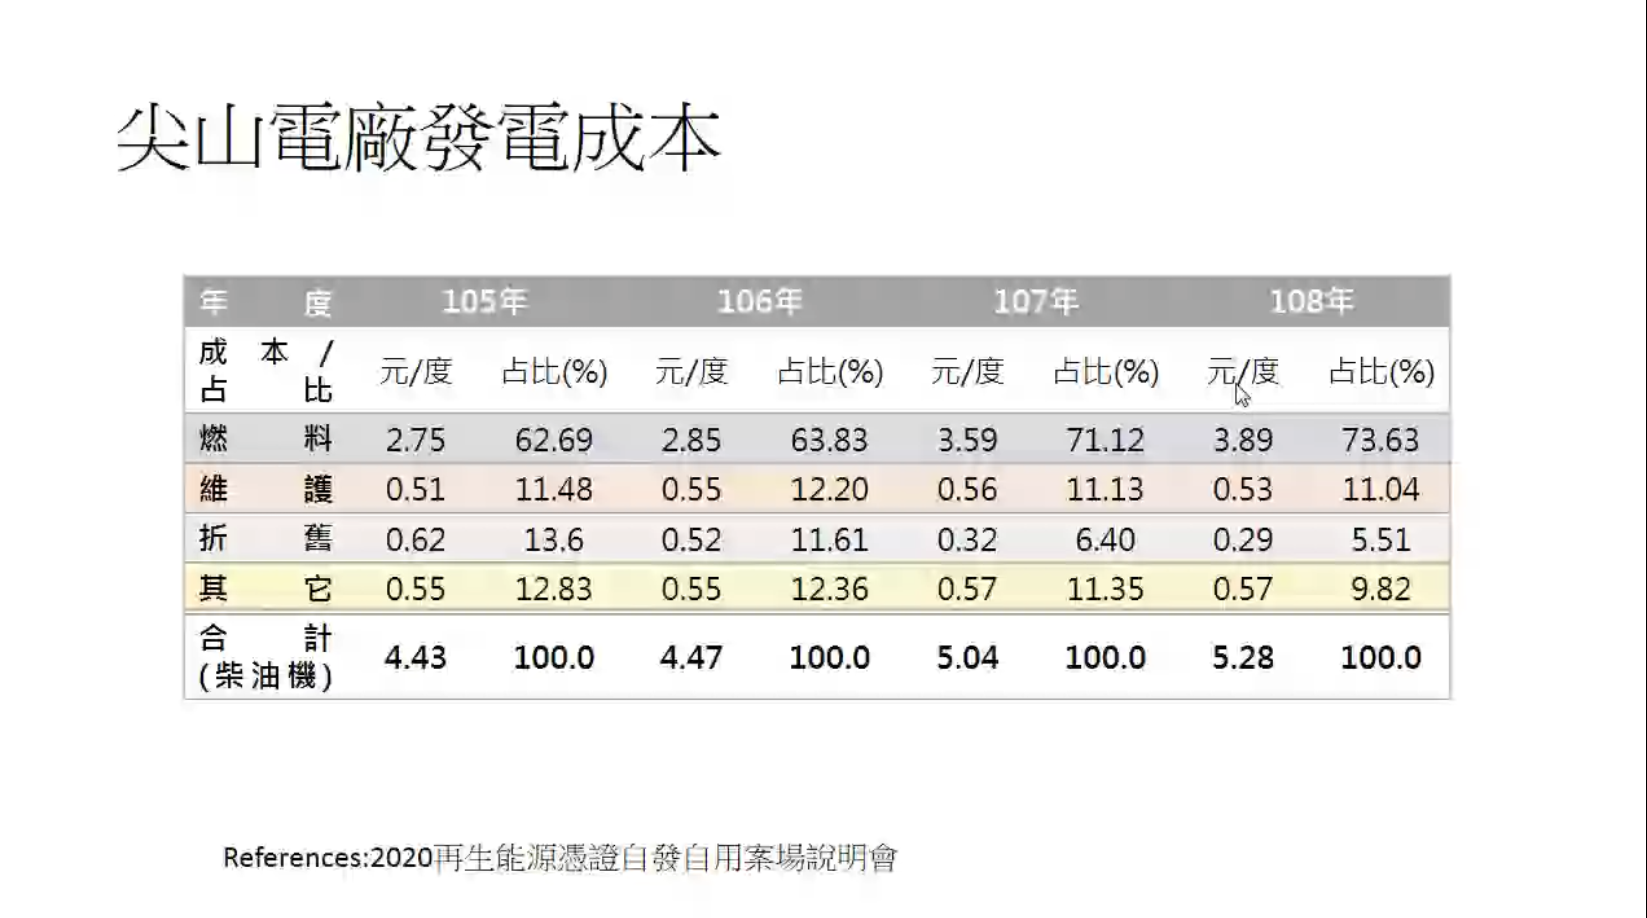 尖山電廠發電成本
年度 105年 106年 107年 108年
成本/
占比 元/度 占比(%) 元/度 占比(%) 元/度 占比(%) 元/度 占比(%)
燃料 2.75 62.69 2.85 63.83 3.59 71.12 3.89 73.63
維護 0.51 11.48 0.55 12.20 0.56 11.13 0.53 11.04
折舊 0.62 13.6 0.52 11.61 0.32 6.40 0.29 5.51
其它 0.55 12.83 0.55 12.36 0.57 11.35 0.57 9.82
合計
(柴油機) 4.43 100.0 4.47 100.0 5.04 100.0 5.28 100.0
References:2020再生能源憑證自發自用案場說明會